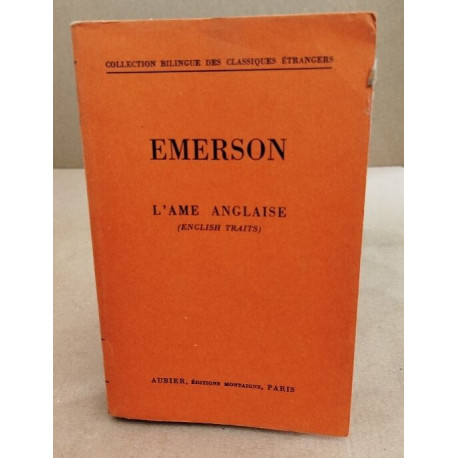 COLLECTION BILINGUE DES CLASSIQUES ÉTRANGERS
EMERSON
L'AME ANGLAISE
(ENGLISH TRAITS)
AUBIER, ÉDITIONS MONTAIGNE, PARIS